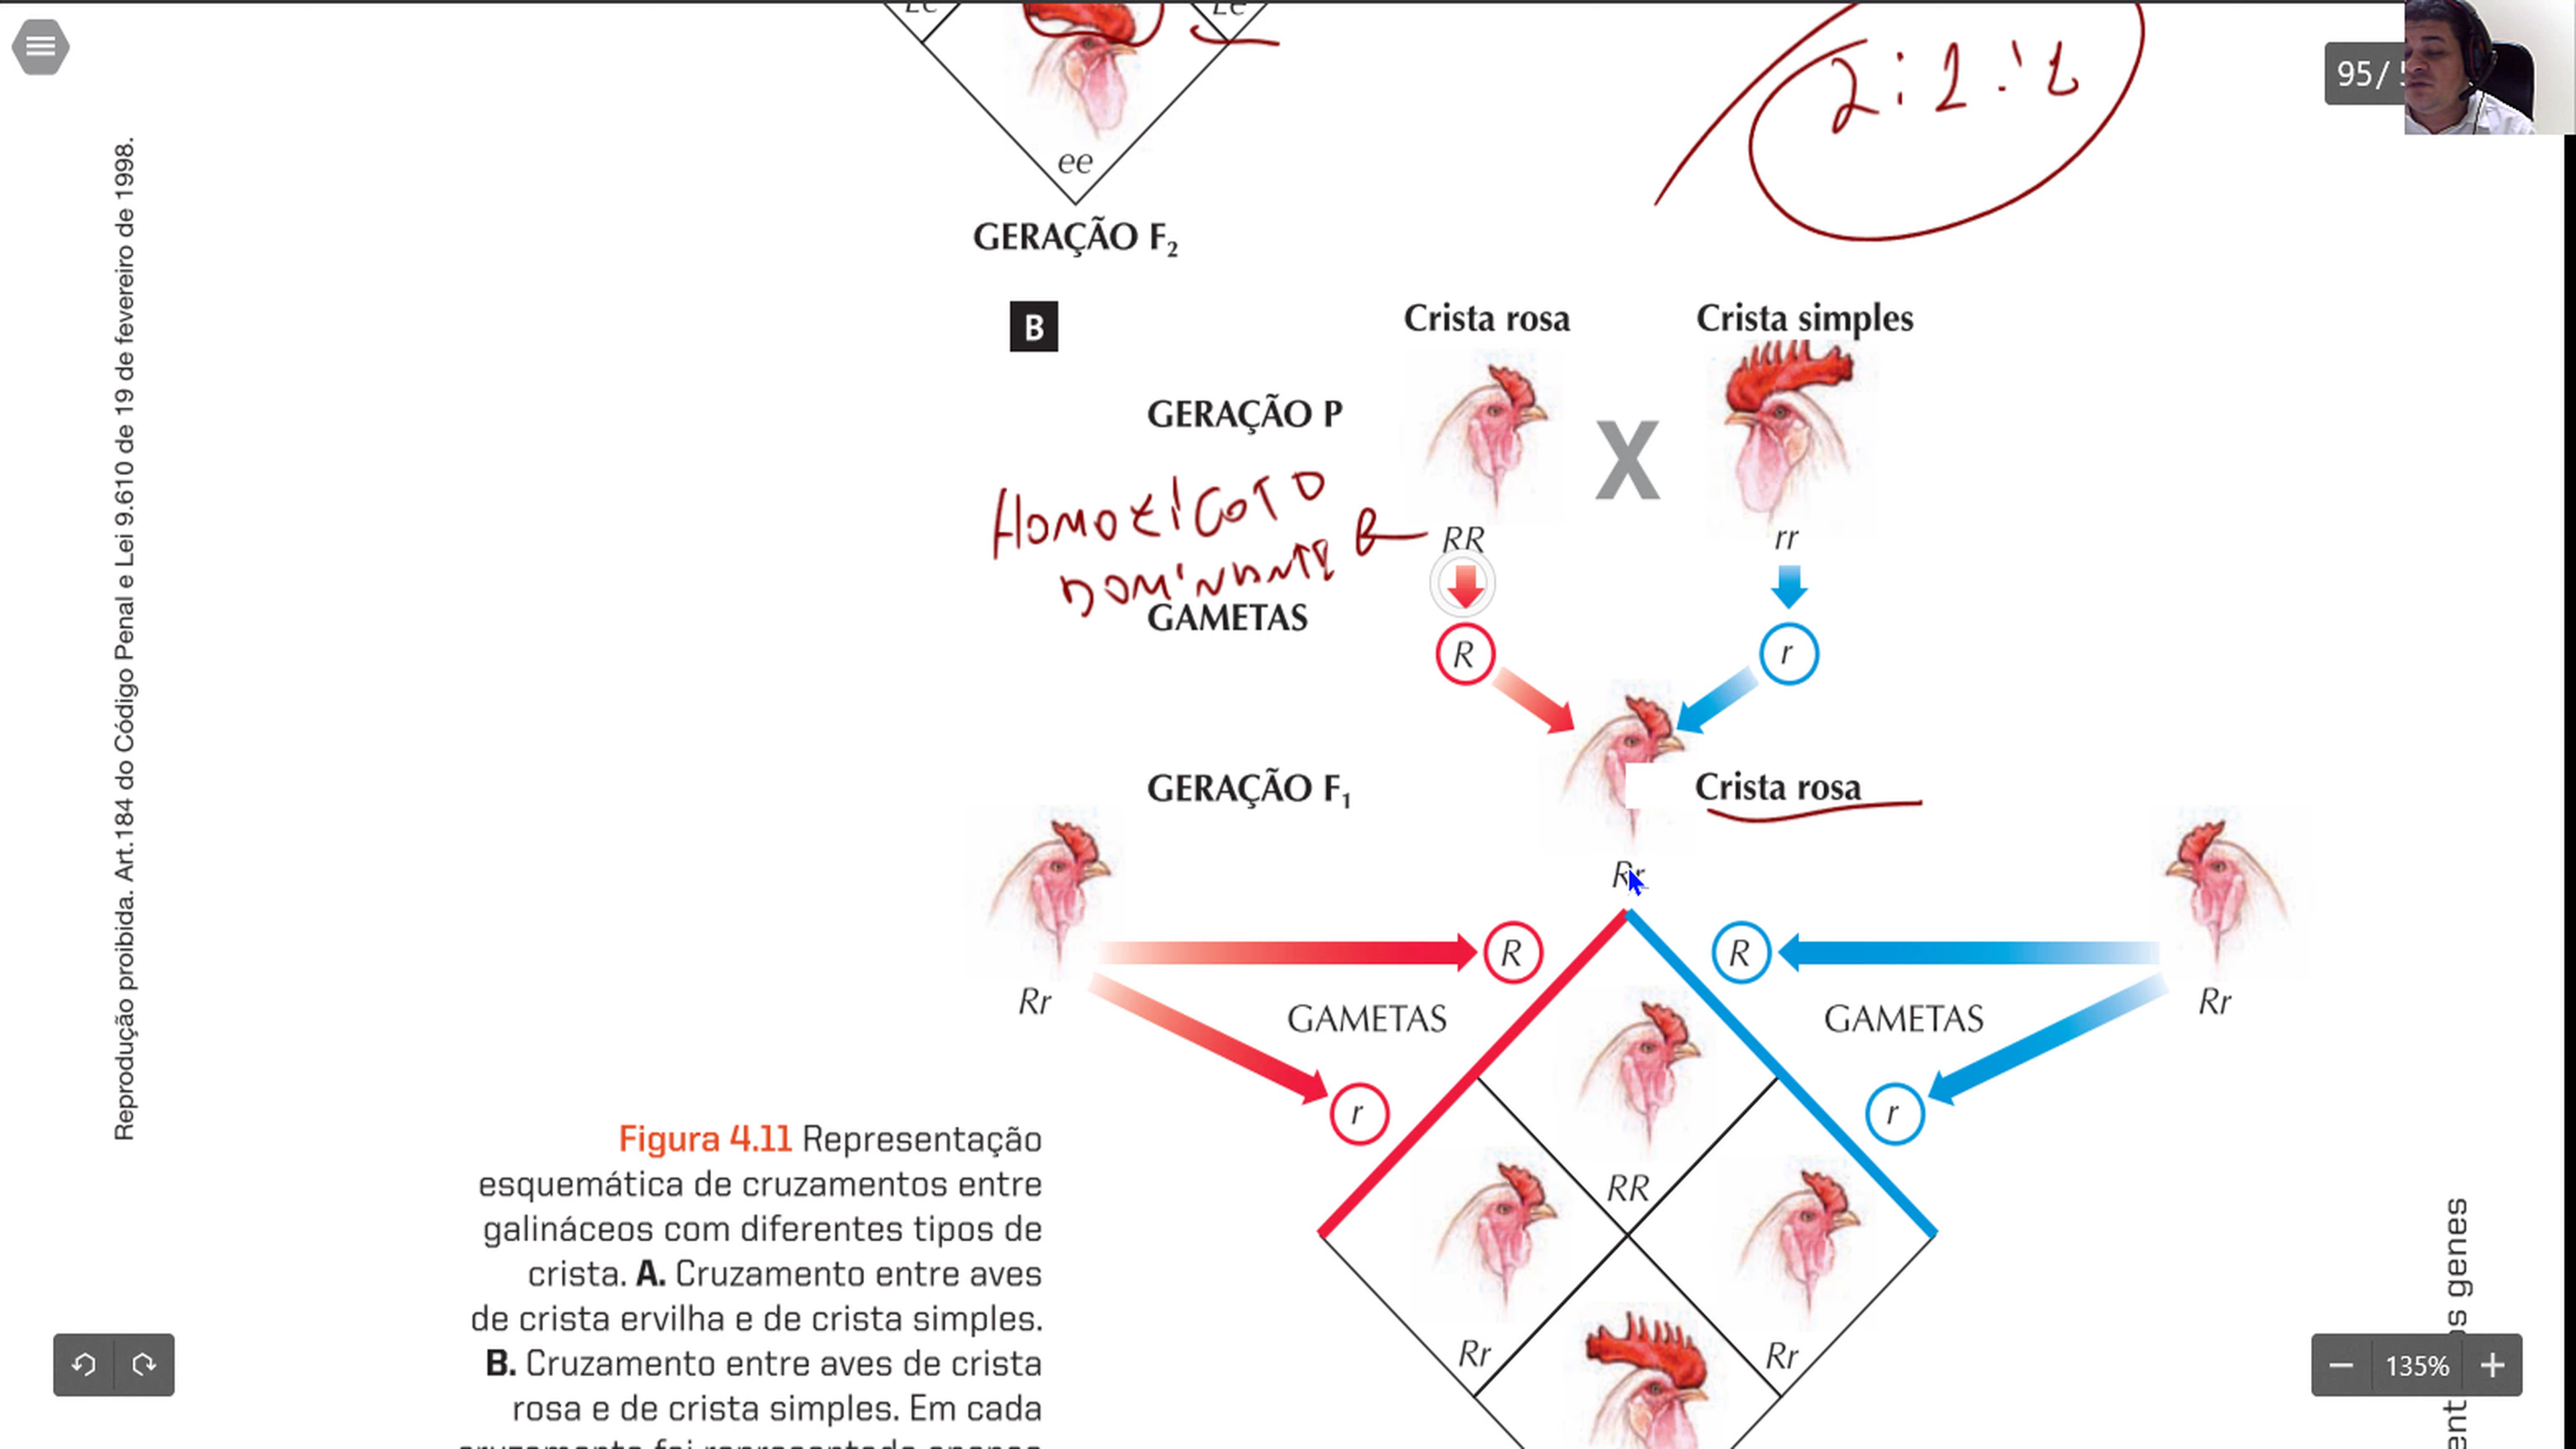 Ee
Ee
2:1:1
95/
ee
GERAÇÃO F2
B
Crista rosa
Crista simples
GERAÇÃO P
X
HOMOZIGOTO
DOMINANTE
RR
rr
GAMETAS
R
r
GERAÇÃO F1
Crista rosa
Rr
R
R
Rr
GAMETAS
GAMETAS
Rr
r
r
RR
Rr
Rr
Figura 4.11 Representação
esquemática de cruzamentos entre
galináceos com diferentes tipos de
crista. A. Cruzamento entre aves
de crista ervilha e de crista simples.
B. Cruzamento entre aves de crista
rosa e de crista simples. Em cada
cruzamento foi representado apenas
Reprodução proibida. Art.184 do Código Penal e Lei 9.610 de 19 de fevereiro de 1998.
genes
135%